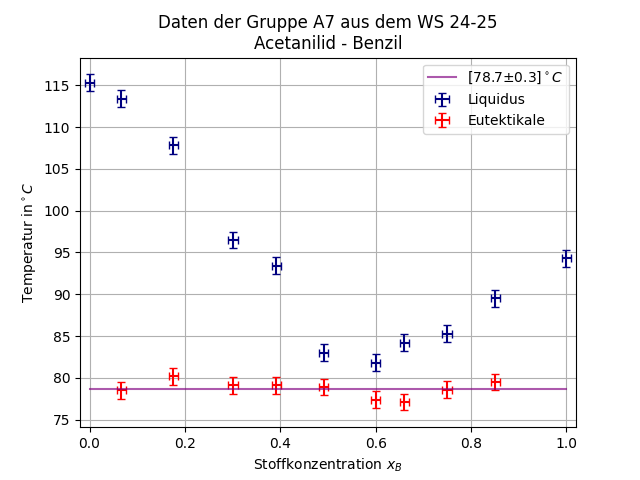 Daten der Gruppe A7 aus dem WS 24-25
Acetanilid - Benzil
[78.7±0.3]°C
Liquidus
Eutektikale
Temperatur in°C
115
110
105
100
95
90
85
80
75
0.0 0.2 0.4 0.6 0.8 1.0
Stoffkonzentration x_B